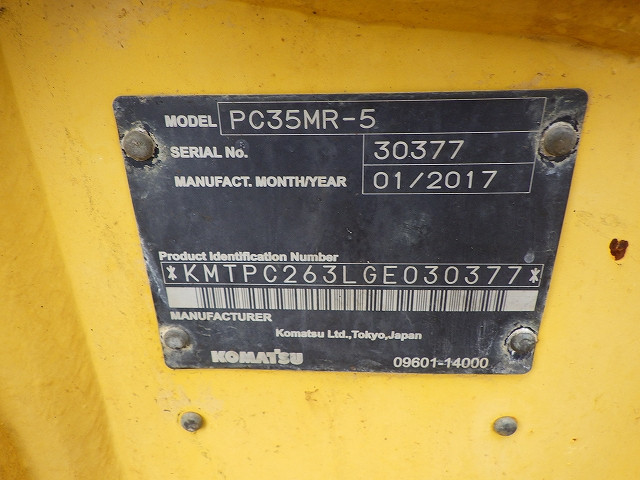 MODEL PC35MR-5
SERIAL No. 30377
MANUFACT. MONTH/YEAR 01/2017
Product Identification Number
*KMTPC263LGE030377*
MANUFACTURER
Komatsu Ltd.,Tokyo,Japan
KOMATSU 09601-14000